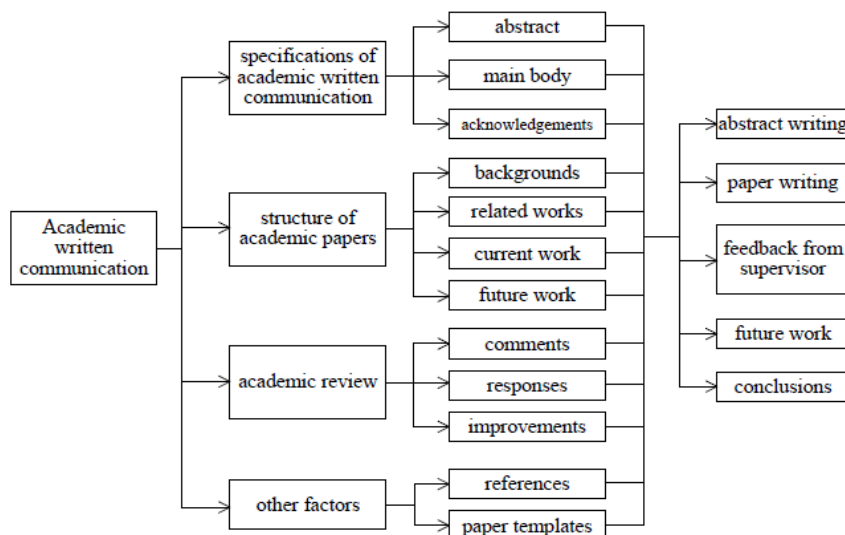 Academic
written
communication
specifications of
academic written
communication
structure of
academic papers
academic review
other factors
abstract
main body
acknowledgements
backgrounds
related works
current work
future work
comments
responses
improvements
references
paper templates
abstract writing
paper writing
feedback from
supervisor
future work
conclusions